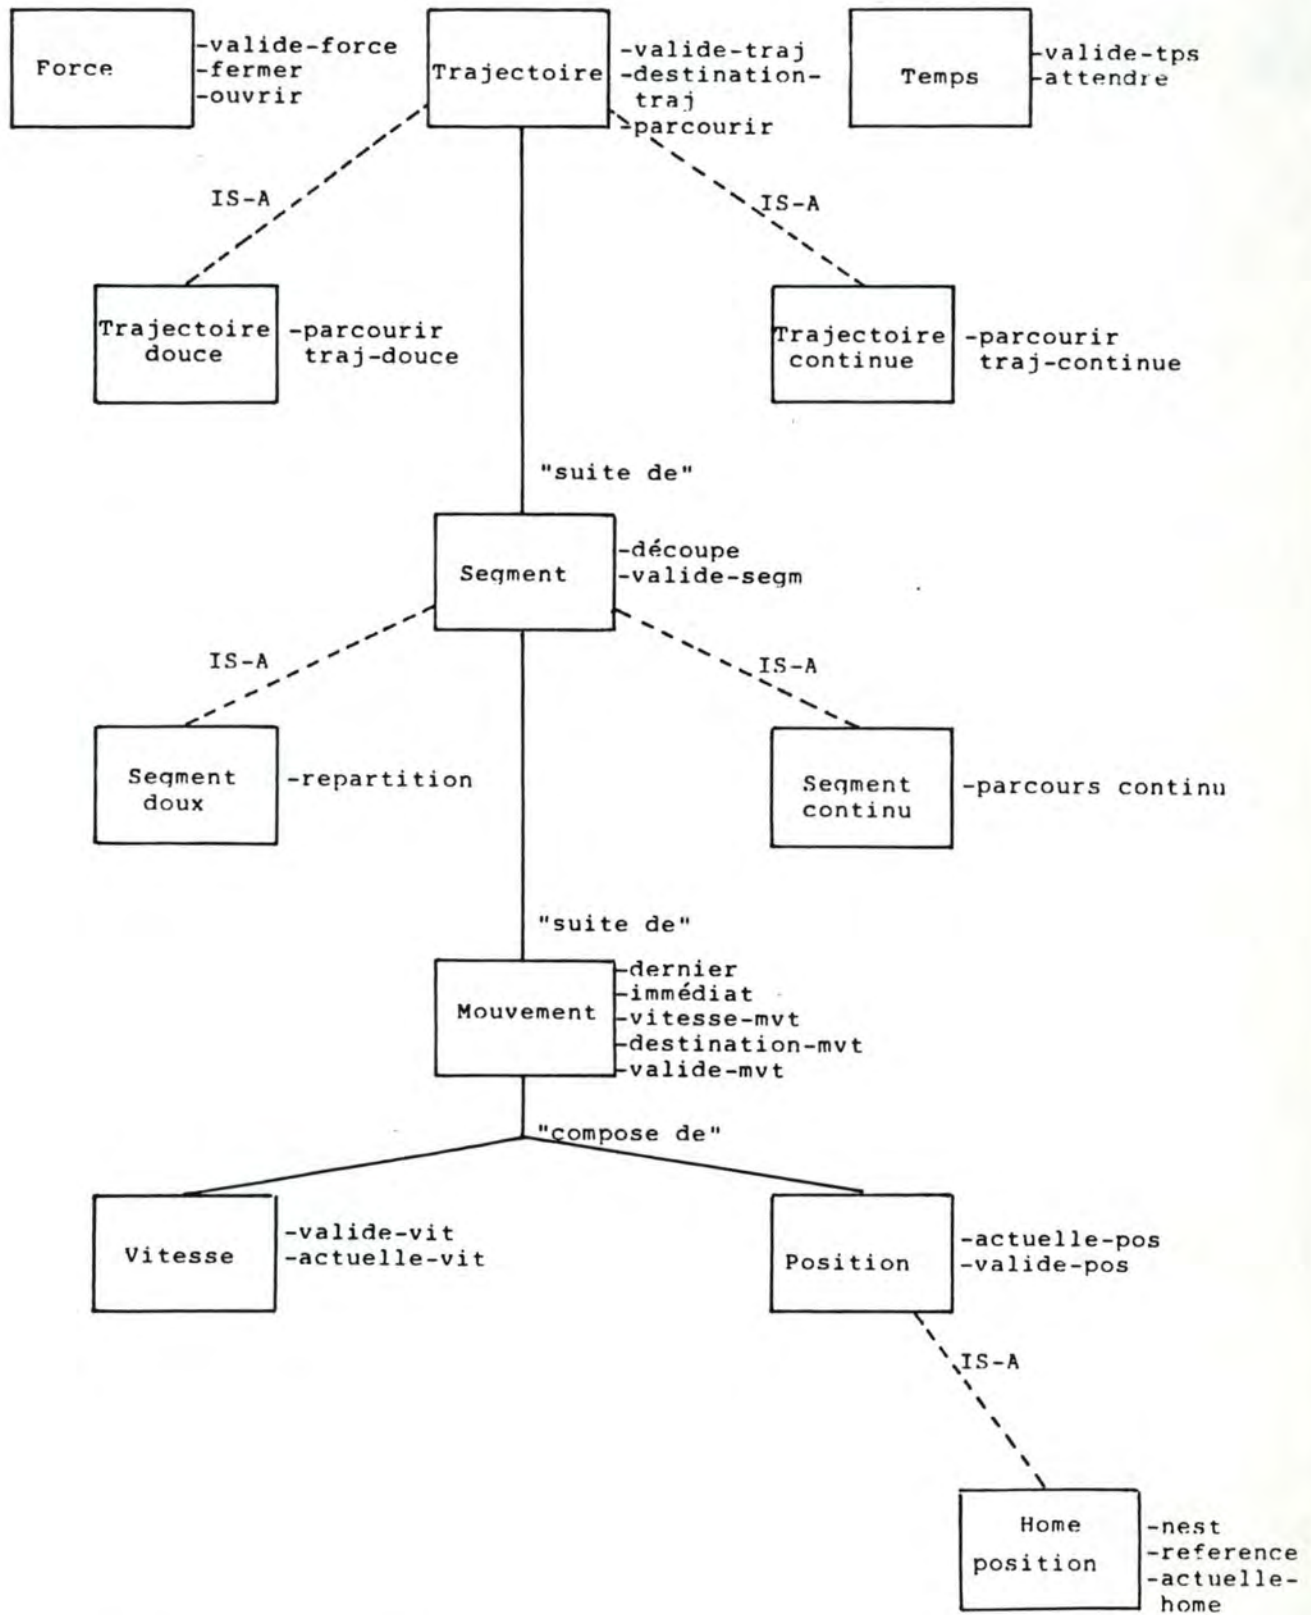 Force
-valide-force
-fermer
-ouvrir
Trajectoire
-valide-traj
-destination-
traj
-parcourir
Temps
-valide-tps
-attendre
IS-A
IS-A
Trajectoire
douce
-parcourir
traj-douce
Trajectoire
continue
-parcourir
traj-continue
"suite de"
Segment
-découpe
-valide-segm
IS-A
IS-A
Segment
doux
-repartition
Segment
continu
-parcours continu
"suite de"
Mouvement
-dernier
-immédiat
-vitesse-mvt
-destination-mvt
-valide-mvt
"compose de"
Vitesse
-valide-vit
-actuelle-vit
Position
-actuelle-pos
-valide-pos
IS-A
Home
position
-nest
-reference
-actuelle-
home